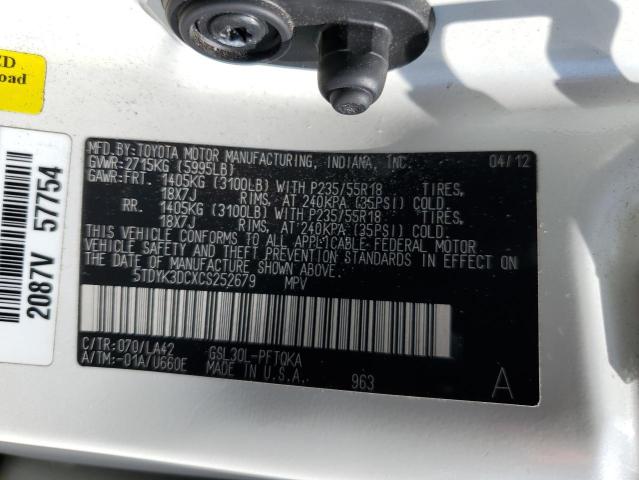 ED
oad
2087V 57754
MFD.BY:TOYOTA MOTOR MANUFACTURING, INDIANA, INC. 04/12
GVWR:2715KG (5995LB)
GAWR:FRT. 1405KG (3100LB) WITH P235/55R18 TIRES,
18X7J RIMS, AT 240KPA (35PSI) COLD.
RR. 1405KG (3100LB) WITH P235/55R18 TIRES,
18X7J RIMS, AT 240KPA (35PSI) COLD.
THIS VEHICLE CONFORMS TO ALL APPLICABLE FEDERAL MOTOR
VEHICLE SAFETY AND THEFT PREVENTION STANDARDS IN EFFECT ON
THE DATE OF MANUFACTURE SHOWN ABOVE.
5TDYK3DCXCS252679 MPV
C/TR:070/LA42 GSL30L-PFTQKA
A/TM:-01A/U660E MADE IN U.S.A. 963 A